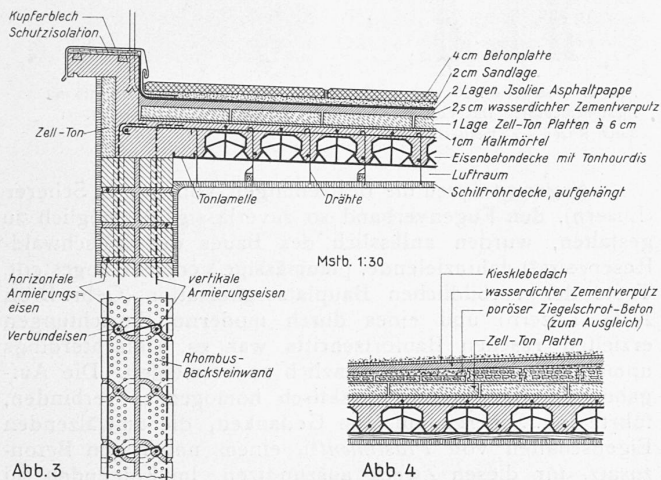 Kupferblech
Schutzisolation
4 cm Betonplatte
2 cm Sandlage
2 Lagen Jsolier Asphaltpappe
2,5 cm wasserdichter Zementverputz
1 Lage Zell-Ton Platten à 6 cm
1 cm Kalkmörtel
Eisenbetondecke mit Tonhourdis
Luftraum
Schilfrohrdecke, aufgehängt
Zell-Ton
Tonlamelle
Drähte
Mstb. 1:30
horizontale
Armierungs-
eisen
vertikale
Armierungseisen
Verbundeisen
Rhombus-
Backsteinwand
Abb. 3
Kiesklebedach
wasserdichter Zementverputz
poröser Ziegelschrot-Beton
(zum Ausgleich)
Zell-Ton Platten
Abb. 4